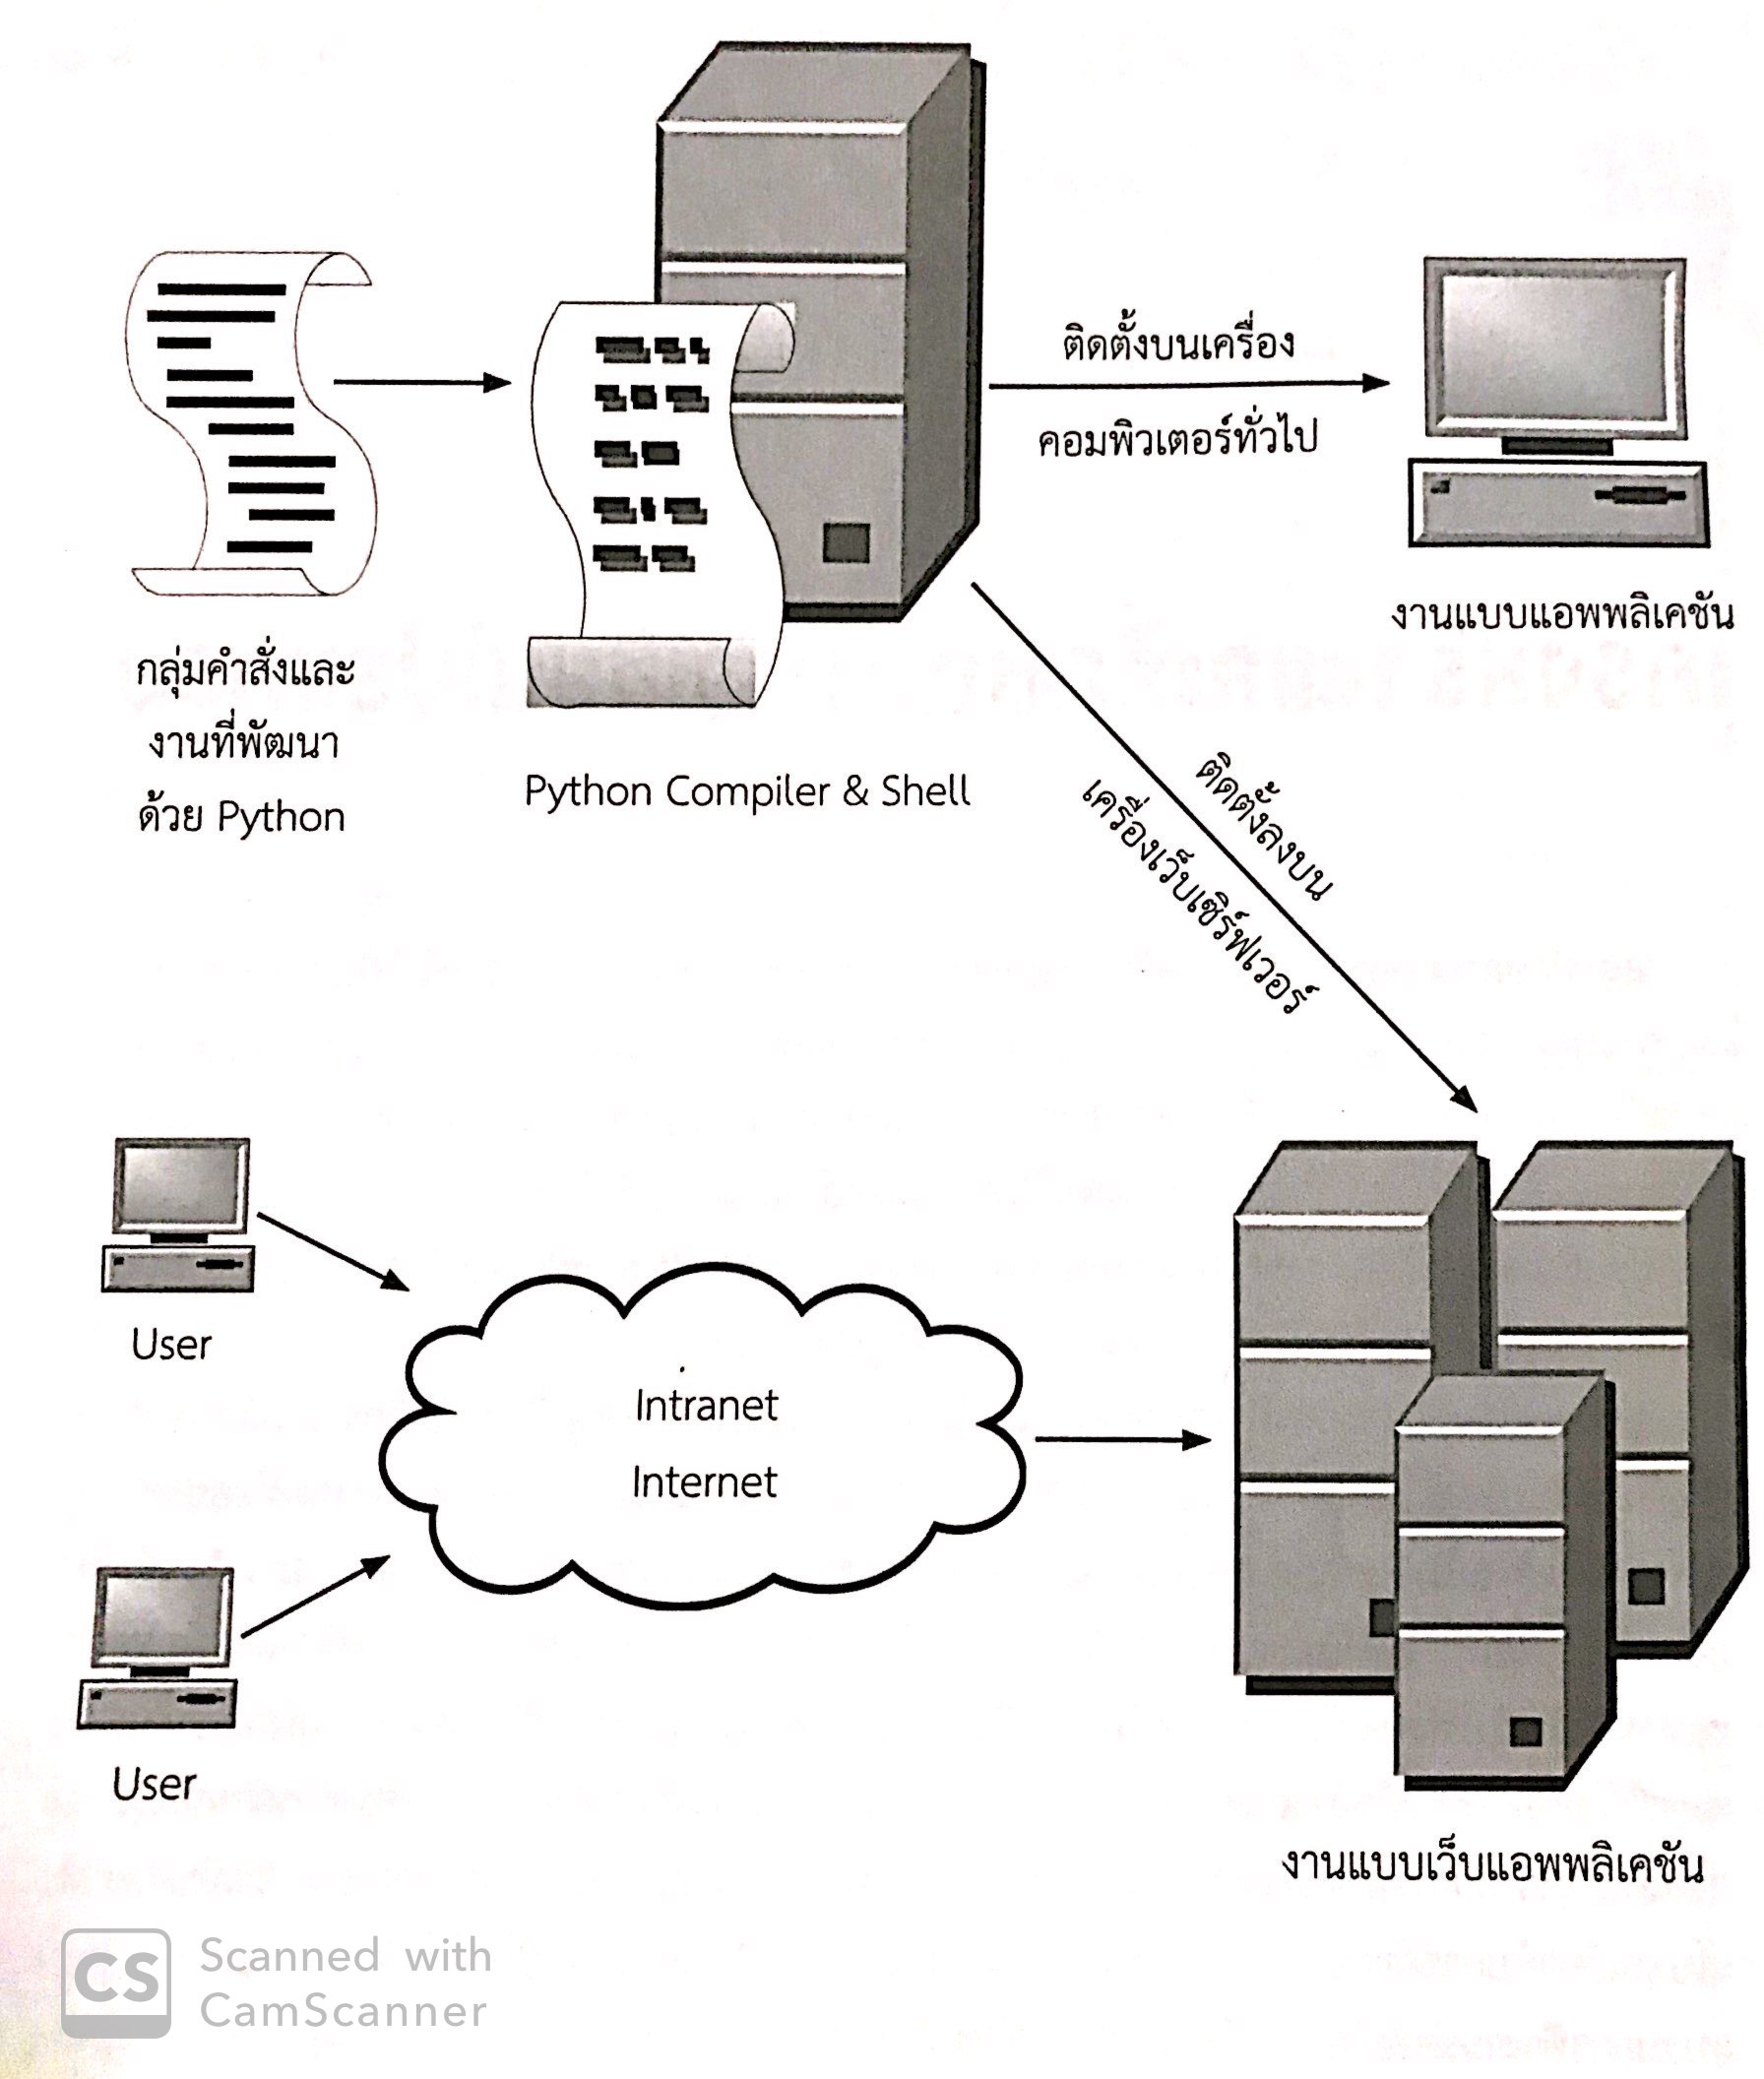 ติดตั้งบนเครื่อง
คอมพิวเตอร์ทั่วไป
งานแบบแอพพลิเคชัน
กลุ่มคำสั่งและ
งานที่พัฒนา
ด้วย Python
Python Compiler & Shell
ติดตั้งลงบน
เครื่องเว็บเซิร์ฟเวอร์
User
Intranet
Internet
User
งานแบบเว็บแอพพลิเคชัน
CS
Scanned with
CamScanner